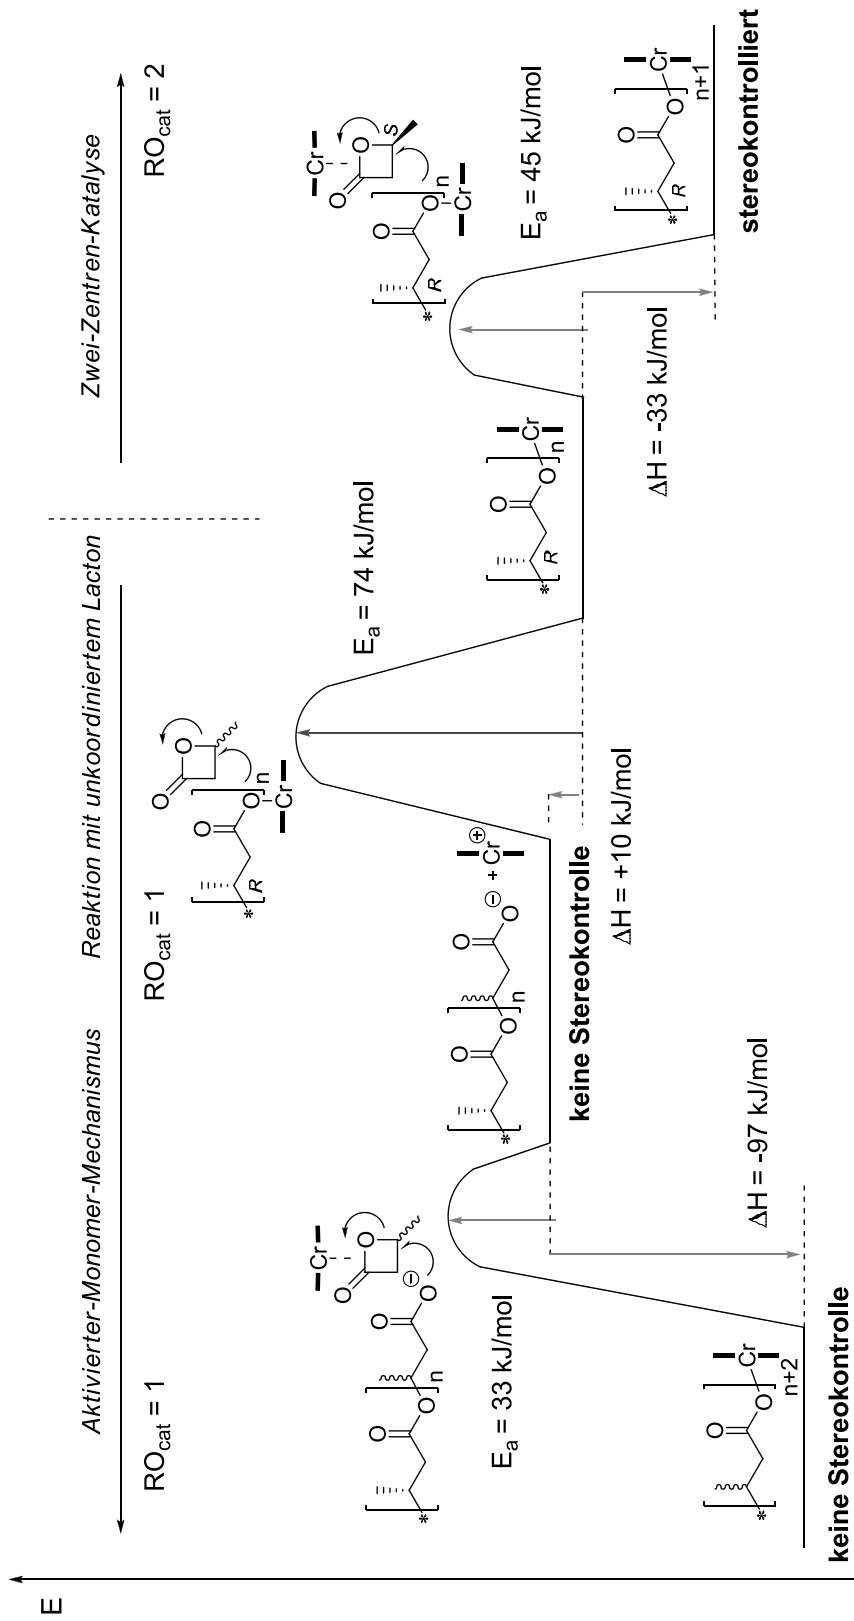 E
Aktivierter-Monomer-Mechanismus
Reaktion mit unkoordiniertem Lacton
Zwei-Zentren-Katalyse
RO_cat = 1
RO_cat = 1
RO_cat = 2
O
O
O
O
O
n
O
O
⊖
Cr
*
E_a = 33 kJ/mol
O
O
O
O
n
O
⊖
+
Cr
⊕
*
keine Stereokontrolle
O
O
O
O
n
Cr
R
*
E_a = 74 kJ/mol
O
O
n
Cr
R
*
O
O
O
O
n
Cr
Cr
S
R
*
E_a = 45 kJ/mol
O
O
Cr
n+2
*
keine Stereokontrolle
ΔH = -97 kJ/mol
ΔH = +10 kJ/mol
ΔH = -33 kJ/mol
O
O
Cr
n+1
R
*
stereokontrolliert